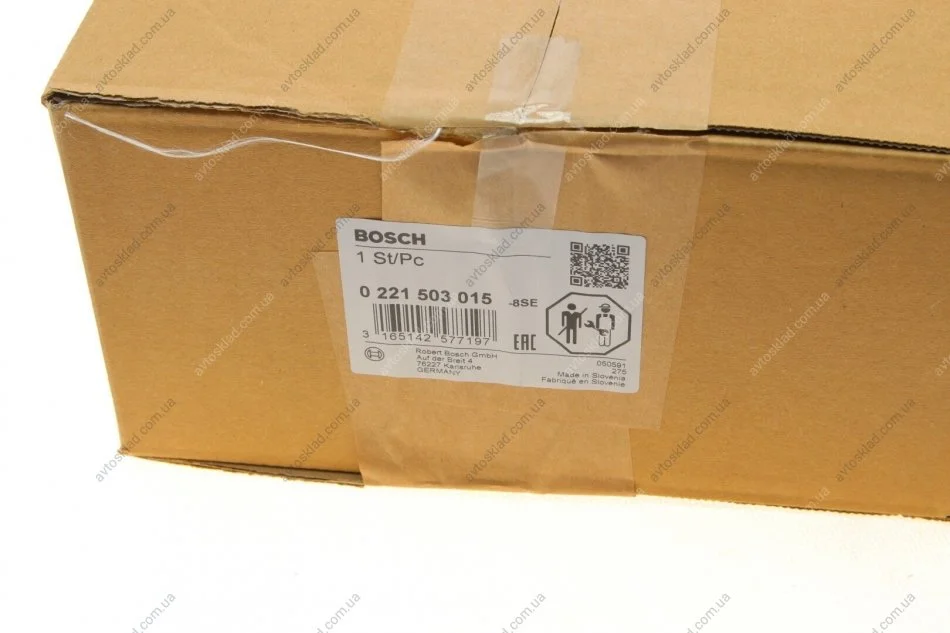 BOSCH
1 St/Pc
0 221 503 015 -8SE
3 165142 577197
EAC
Robert Bosch GmbH
Auf der Breit 4
76227 Karlsruhe
GERMANY
050591
275
Made in Slovenia
Fabriqué en Slovénie
avtosklad.com.ua